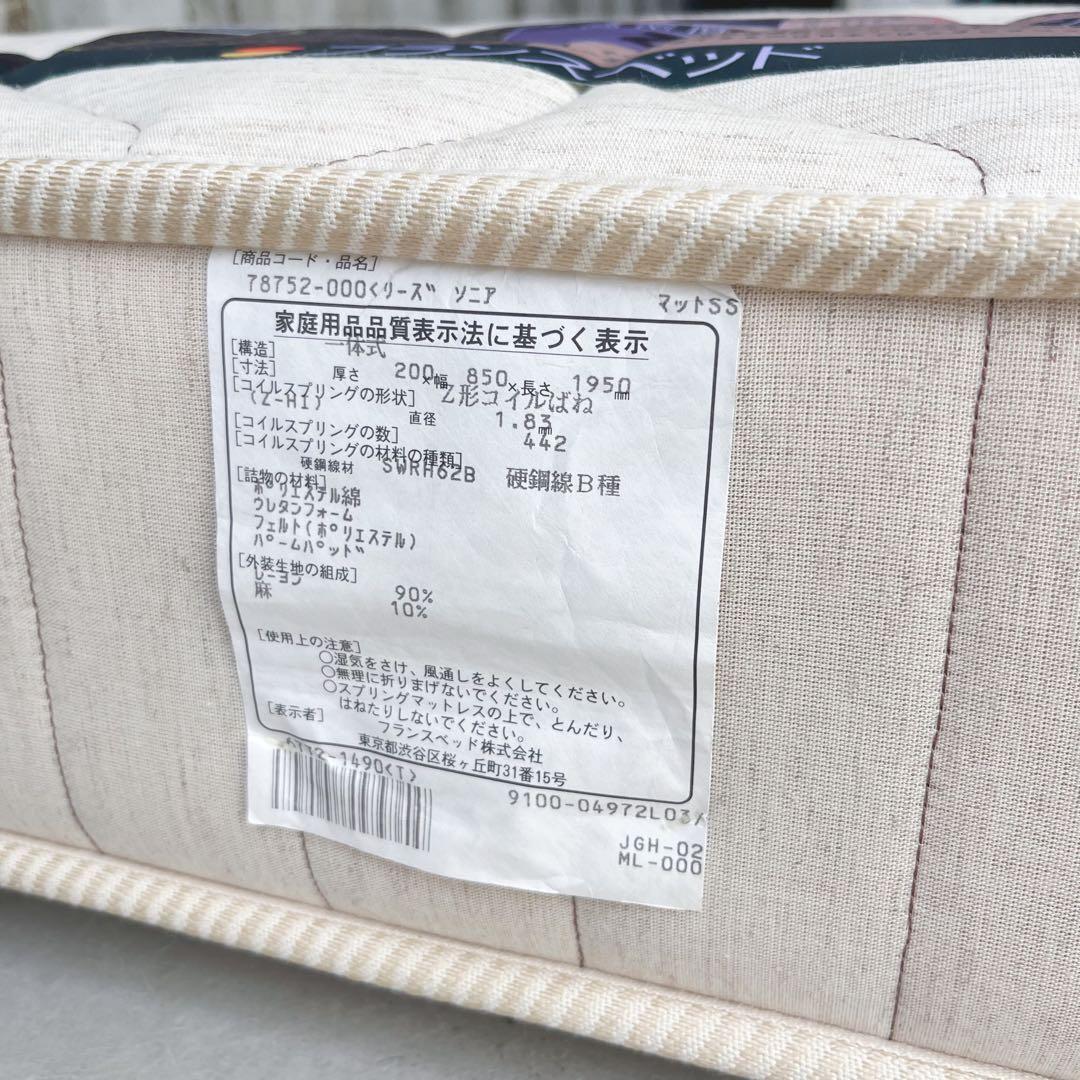 フランスベッド
[商品コード・品名]
78752-000くリーズﾞ ソニア マットSS
家庭用品品質表示法に基づく表示
[構造] 一体式
[寸法] 厚さ 200×幅 850×長さ 1950㎜
[コイルスプリングの形状] Z形コイルばね
(Z-HI) 直径 1.83㎜
[コイルスプリングの数] 442
[コイルスプリングの材料の種類]
硬鋼線材 SWRH62B 硬鋼線B種
[詰物の材料]
ポリエステル綿
ウレタンフォーム
フェルト(ポリエステル)
パームパッド
[外装生地の組成]
レーヨン 90%
麻 10%
[使用上の注意]
○湿気をさけ、風通しをよくしてください。
○無理に折りまげないでください。
○スプリングマットレスの上で、とんだり、
はねたりしないでください。
[表示者] フランスベッド株式会社
東京都渋谷区桜ヶ丘町31番15号
1490(T)
9100-04972L03
JGH-02
ML-000